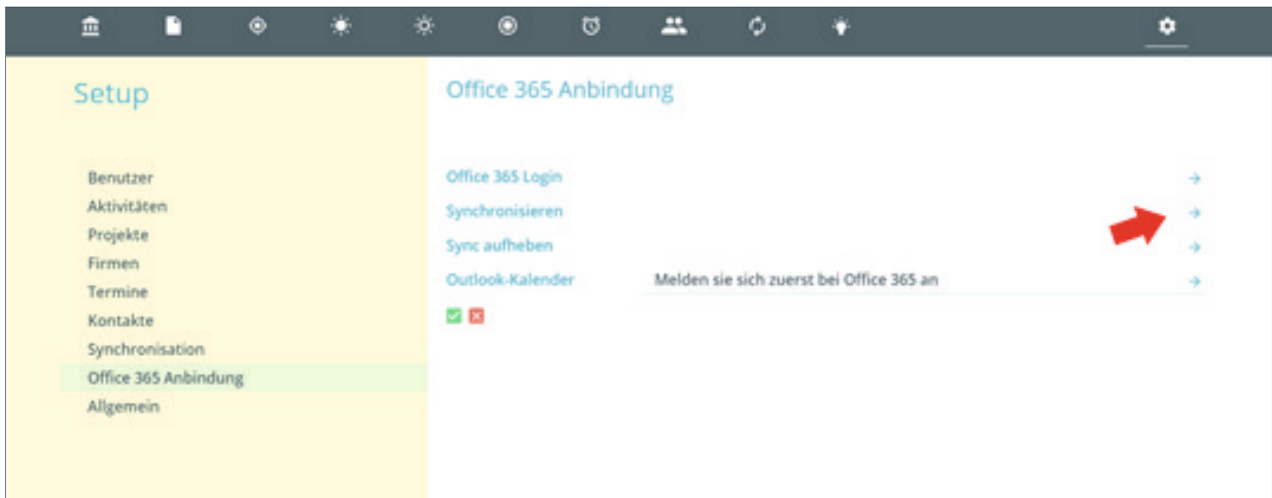 Setup
Benutzer
Aktivitäten
Projekte
Firmen
Termine
Kontakte
Synchronisation
Office 365 Anbindung
Allgemein
Office 365 Anbindung
Office 365 Login
Synchronisieren
Sync aufheben
Outlook-Kalender Melden sie sich zuerst bei Office 365 an